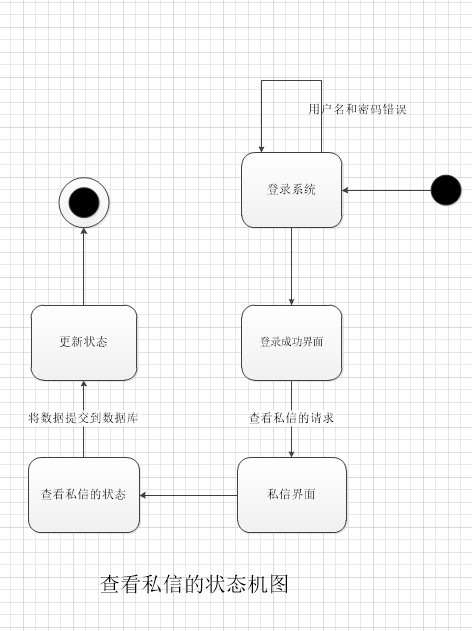 用户名和密码错误
登录系统
更新状态
登录成功界面
将数据提交到数据库
查看私信的请求
查看私信的状态
私信界面
查看私信的状态机图